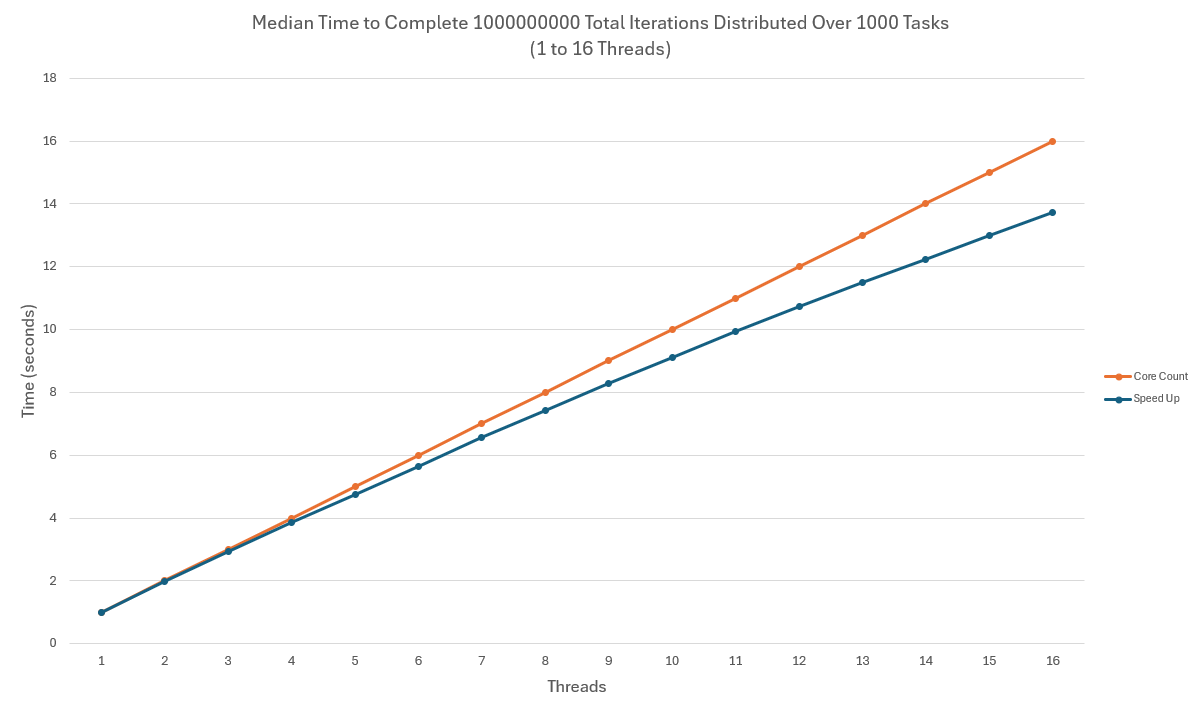 Median Time to Complete 1000000000 Total Iterations Distributed Over 1000 Tasks
(1 to 16 Threads)
18
16
14
12
10
8
6
4
2
0
Time (seconds)
1 2 3 4 5 6 7 8 9 10 11 12 13 14 15 16
Threads
Core Count
Speed Up